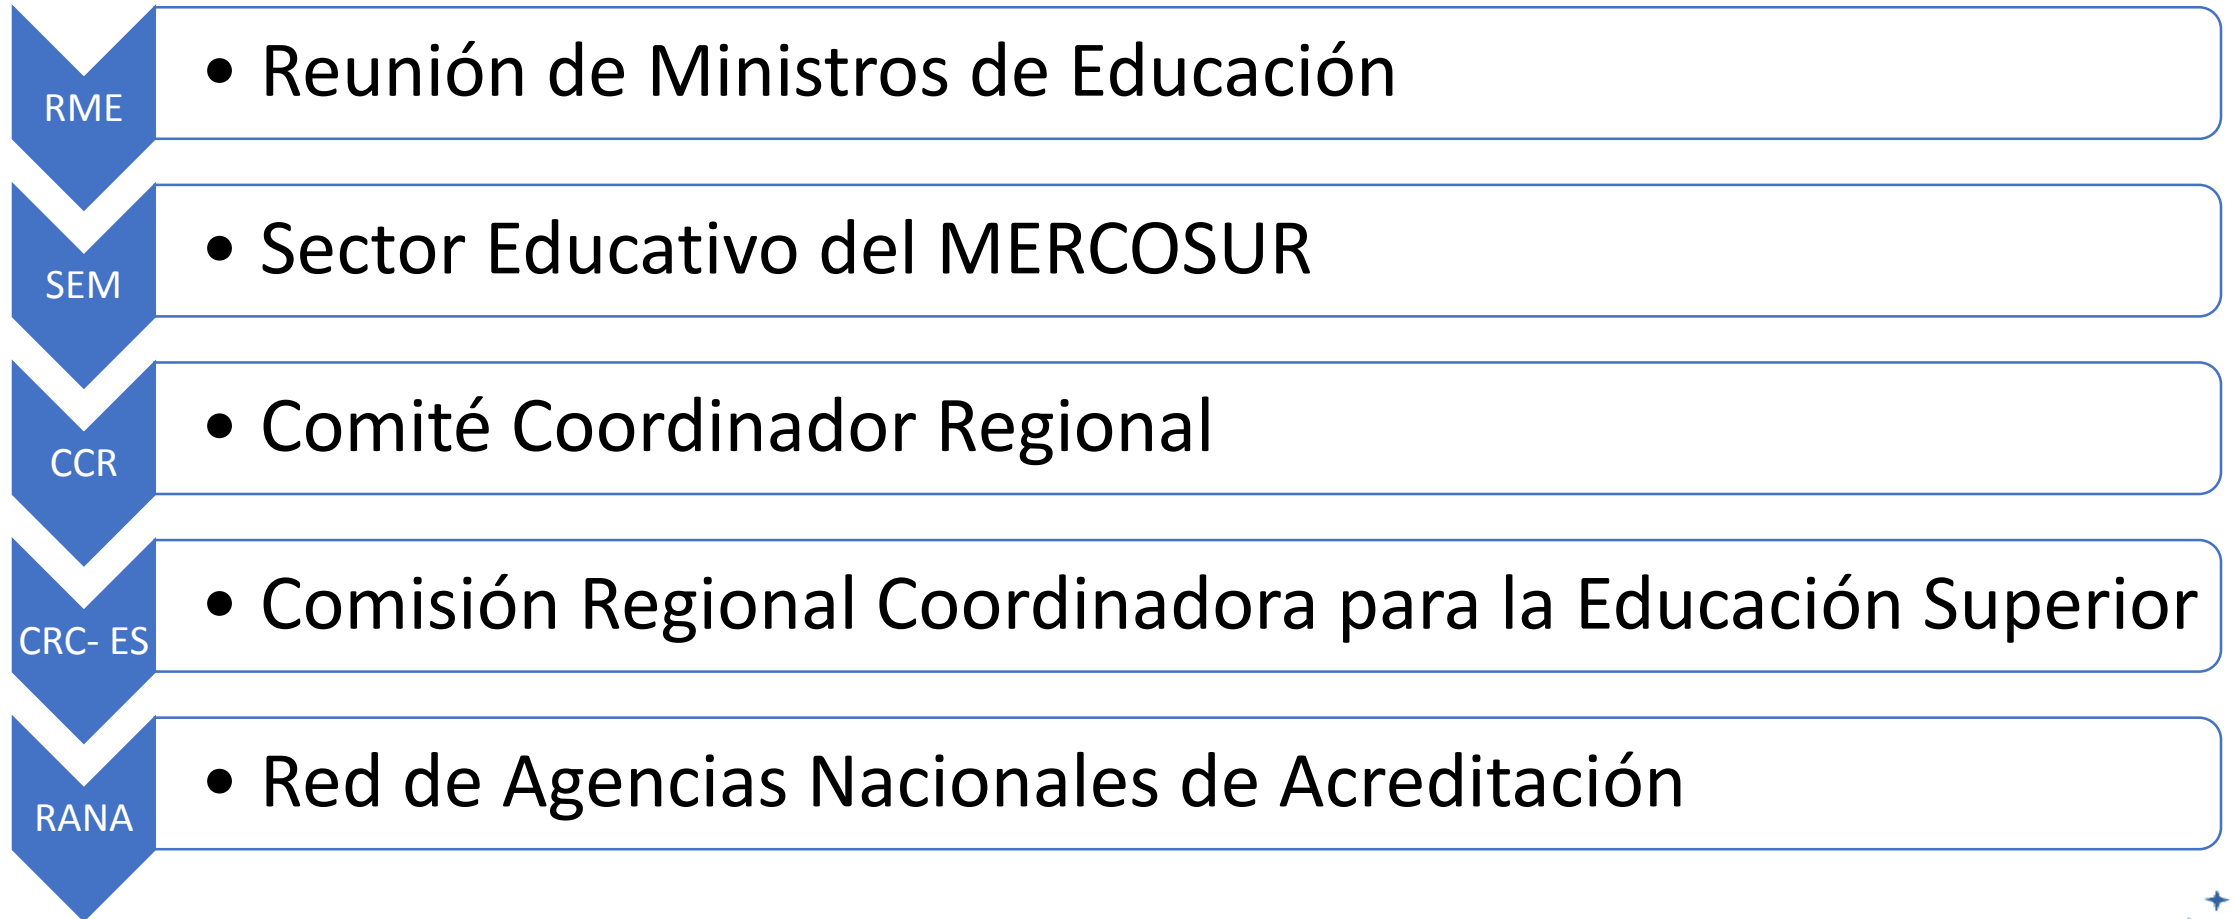 RME
• Reunión de Ministros de Educación
SEM
• Sector Educativo del MERCOSUR
CCR
• Comité Coordinador Regional
CRC- ES
• Comisión Regional Coordinadora para la Educación Superior
RANA
• Red de Agencias Nacionales de Acreditación